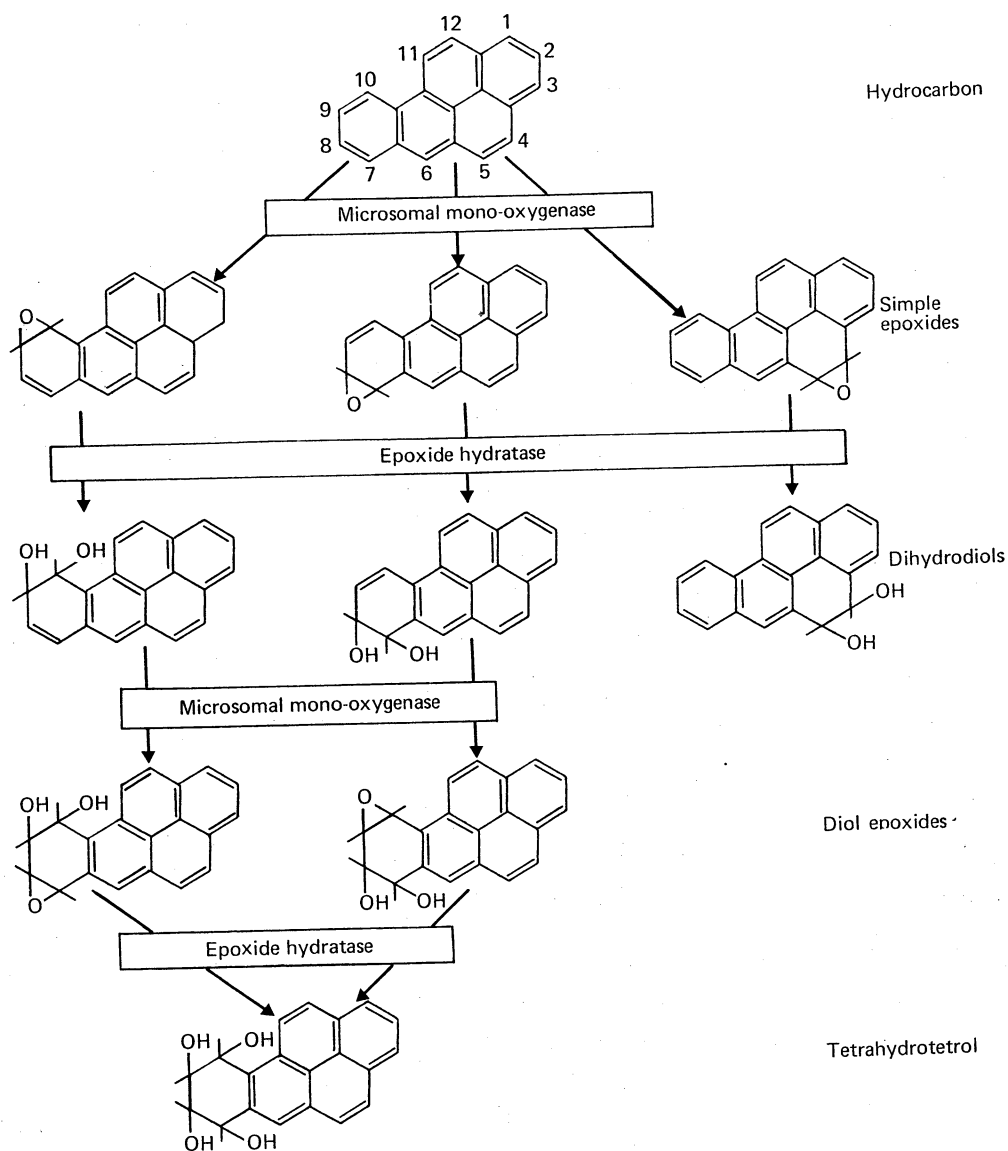 12
1
11
2
10
3
Hydrocarbon
9
8
4
7
6
5
Microsomal mono-oxygenase
O
Simple
epoxides
O
O
Epoxide hydratase
OH
OH
Dihydrodiols
OH
OH
OH
OH
Microsomal mono-oxygenase
OH
OH
O
Diol epoxides
O
OH
OH
Epoxide hydratase
OH
OH
Tetrahydrotetrol
OH
OH